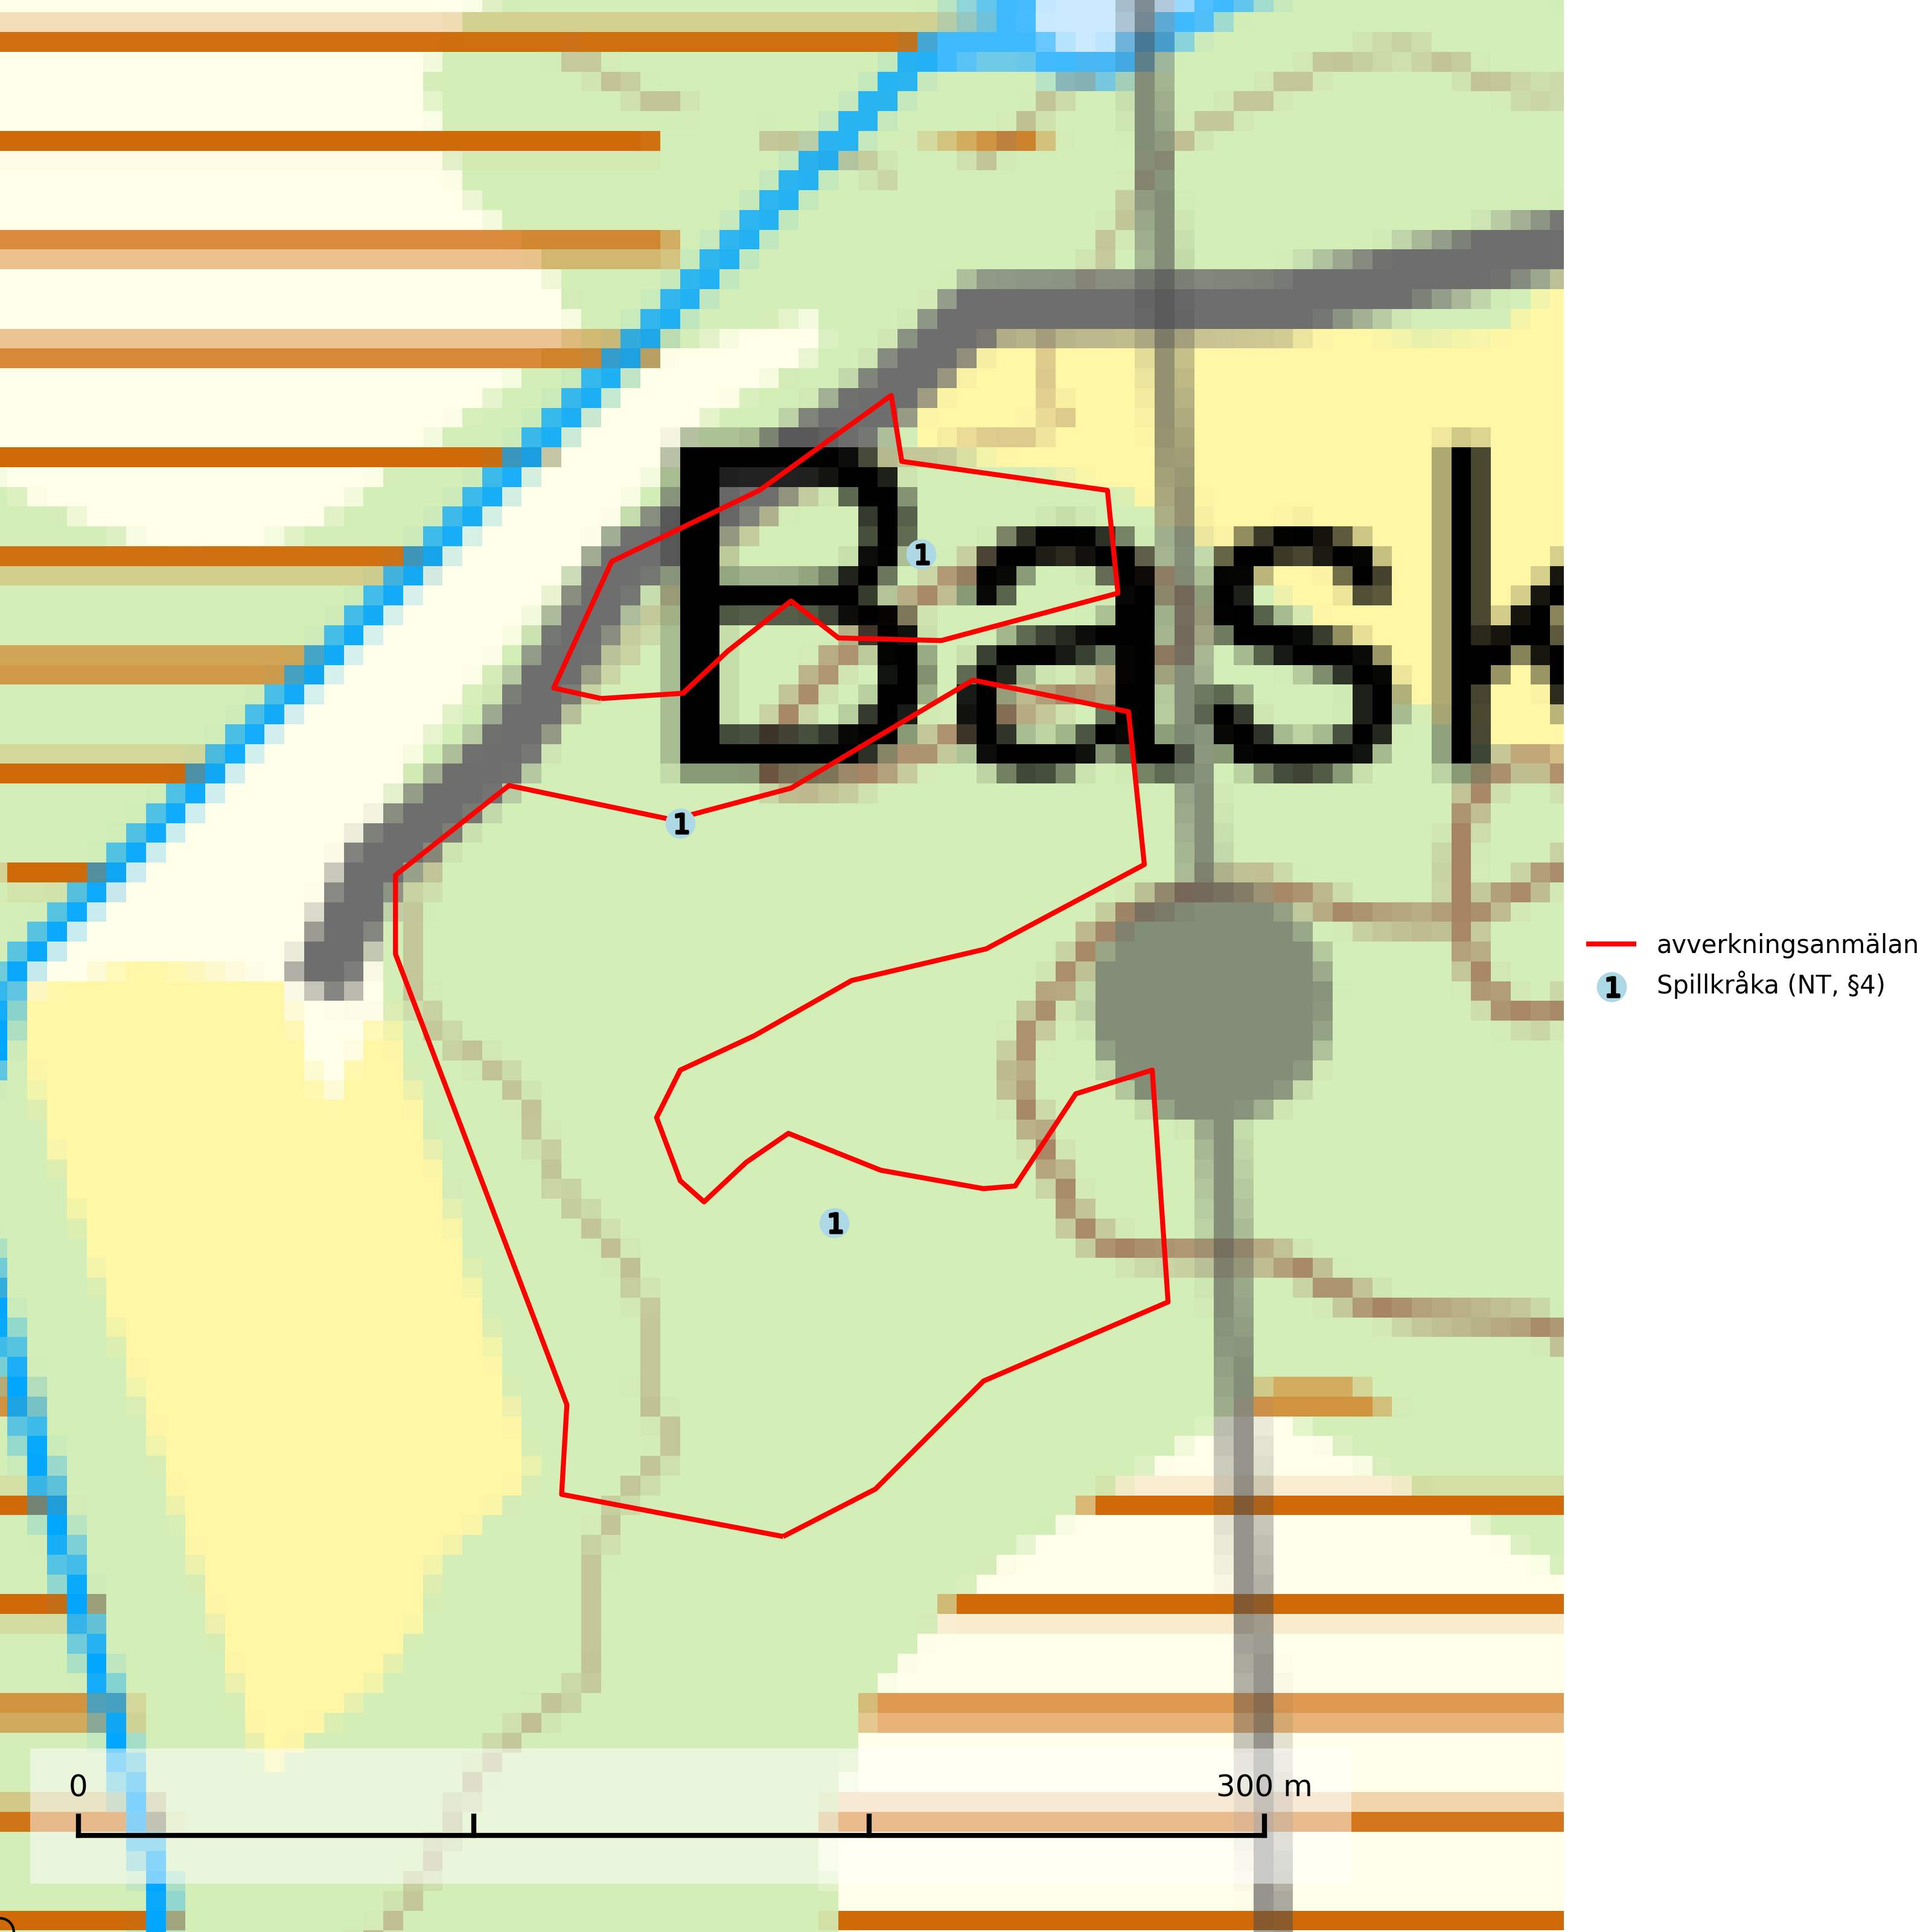 Bask
1
1
1
avverkningsanmälan
1 Spillkråka (NT, §4)
0 300 m